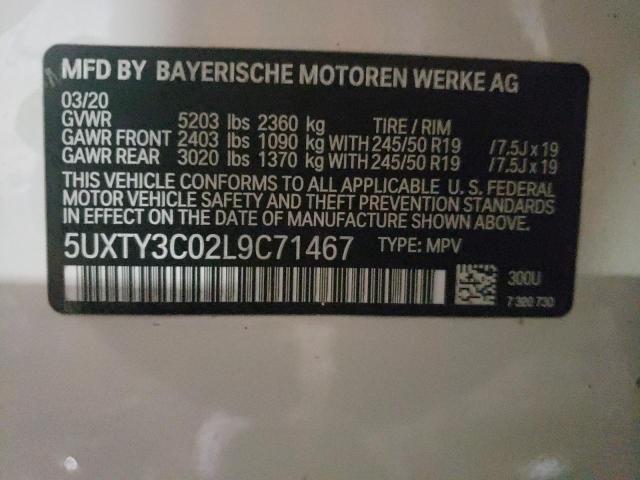 MFD BY BAYERISCHE MOTOREN WERKE AG
03/20
GVWR 5203 lbs 2360 kg TIRE / RIM
GAWR FRONT 2403 lbs 1090 kg WITH 245/50 R19 /7.5J x 19
GAWR REAR 3020 lbs 1370 kg WITH 245/50 R19 /7.5J x 19
THIS VEHICLE CONFORMS TO ALL APPLICABLE U. S. FEDERAL
MOTOR VEHICLE SAFETY AND THEFT PREVENTION STANDARDS
IN EFFECT ON THE DATE OF MANUFACTURE SHOWN ABOVE.
5UXTY3C02L9C71467 TYPE: MPV
300U
7 320 730